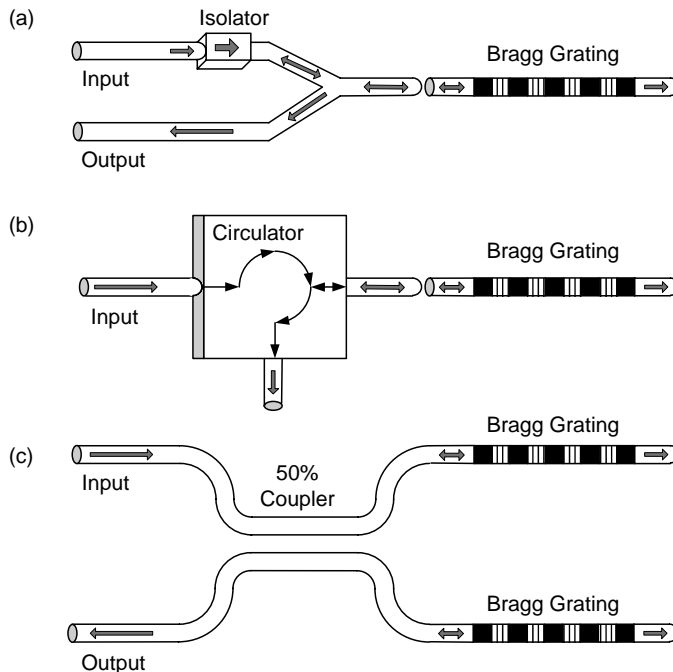 (a)
Isolator
Bragg Grating
Input
Output
(b)
Circulator
Bragg Grating
Input
(c)
Bragg Grating
50%
Coupler
Input
Bragg Grating
Output